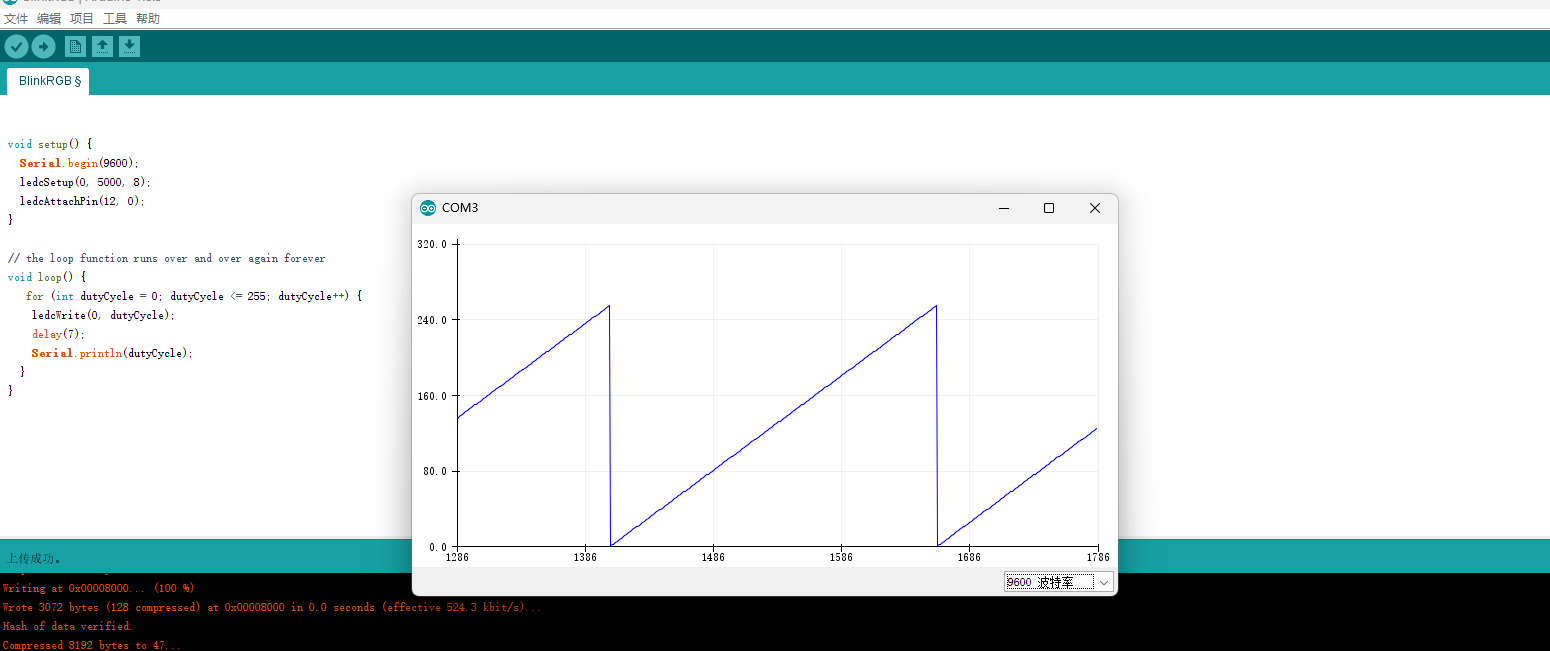 文件 编辑 项目 工具 帮助
BlinkRGB §
void setup() {
Serial.begin(9600);
ledcSetup(0, 5000, 8);
ledcAttachPin(12, 0);
}
// the loop function runs over and over again forever
void loop() {
for (int dutyCycle = 0; dutyCycle <= 255; dutyCycle++) {
ledcWrite(0, dutyCycle);
delay(7);
Serial.println(dutyCycle);
}
}
COM3
320.0
240.0
160.0
80.0
0.0
1286 1386 1486 1586 1686 1786
9600 波特率
上传成功。
Writing at 0x00008000... (100 %)
Wrote 3072 bytes (128 compressed) at 0x00008000 in 0.0 seconds (effective 524.3 kbit/s)...
Hash of data verified.
Compressed 8192 bytes to 47...